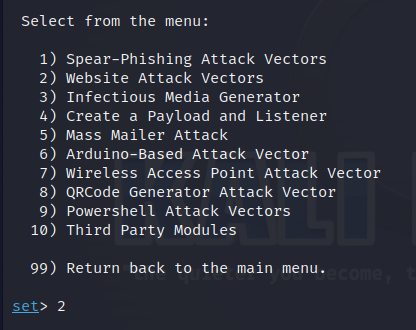 Select from the menu:
1) Spear-Phishing Attack Vectors
2) Website Attack Vectors
3) Infectious Media Generator
4) Create a Payload and Listener
5) Mass Mailer Attack
6) Arduino-Based Attack Vector
7) Wireless Access Point Attack Vector
8) QRCode Generator Attack Vector
9) Powershell Attack Vectors
10) Third Party Modules
99) Return back to the main menu.
set> 2